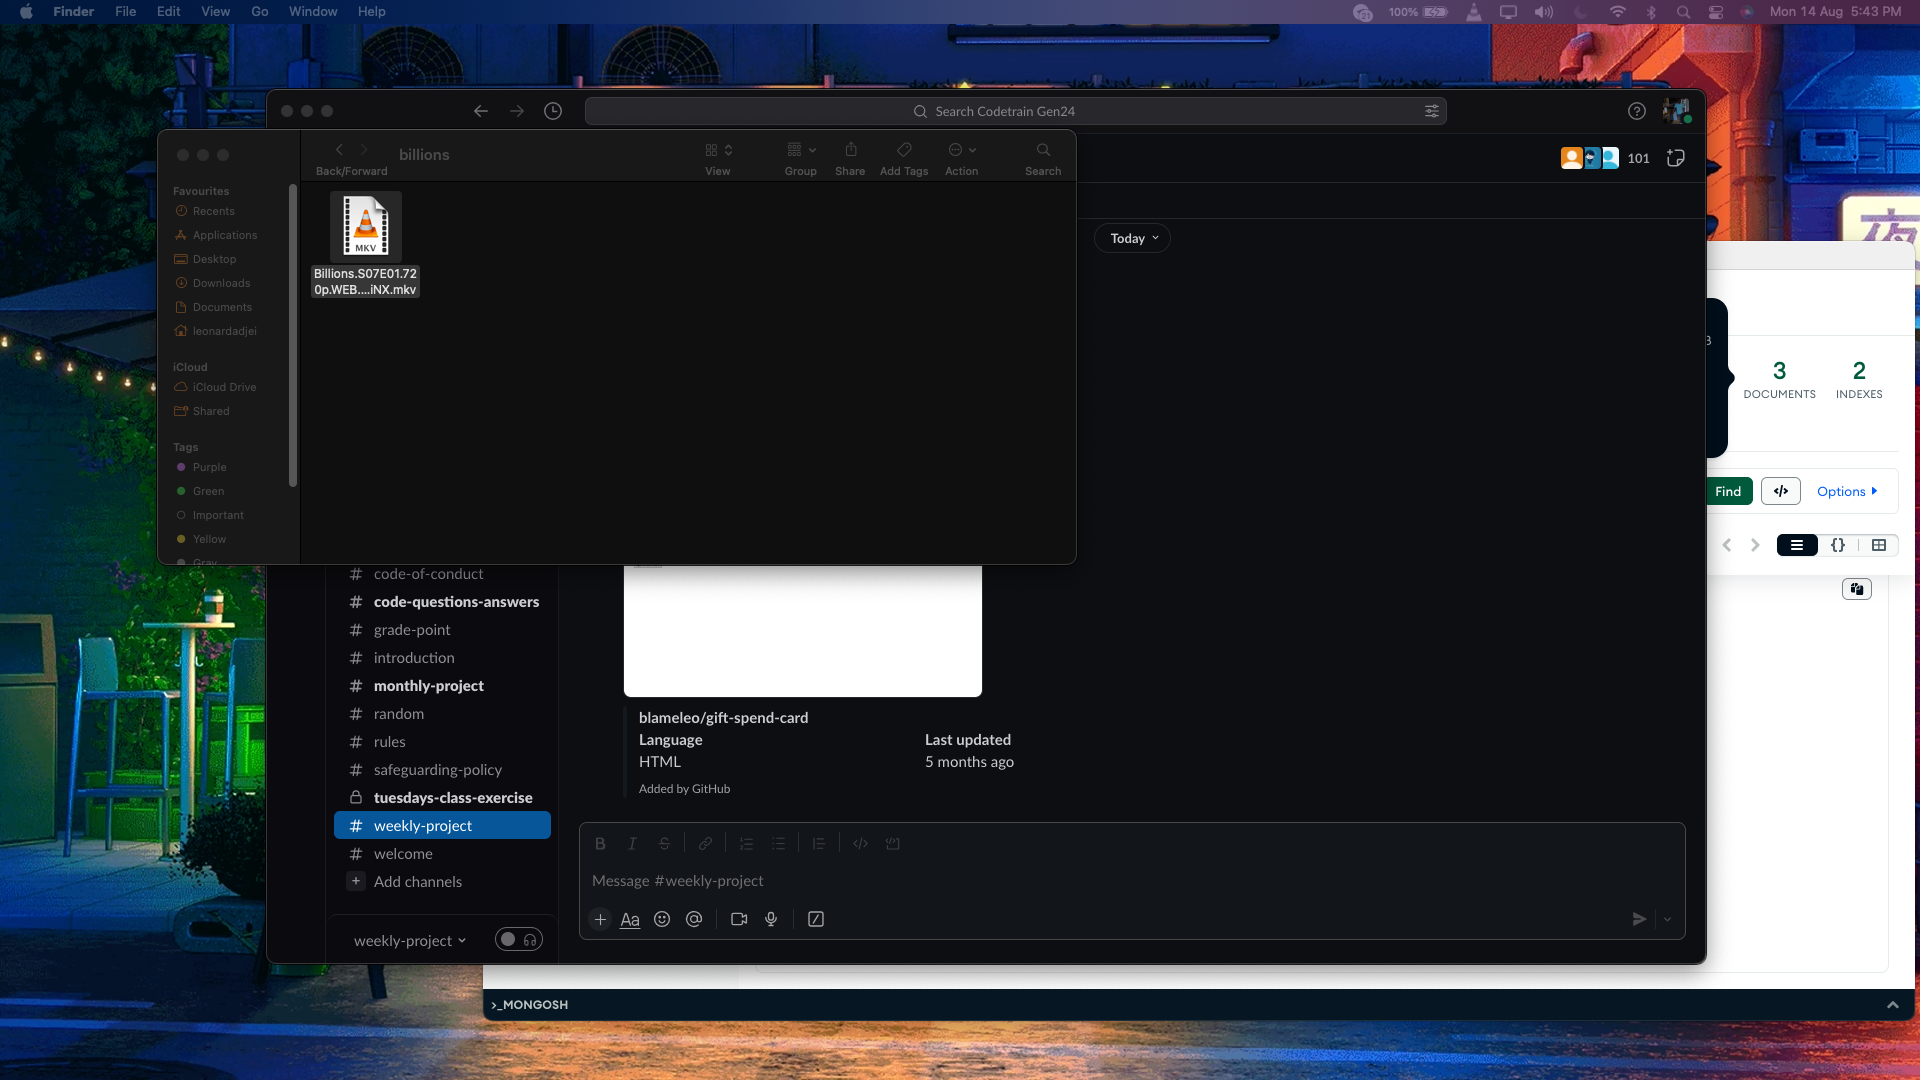 Finder File Edit View Go Window Help
100% Mon 14 Aug 5:43 PM
Search Codetrain Gen24
101
Today
billions
Back/Forward View Group Share Add Tags Action Search
Favourites
Recents
Applications
Desktop
Downloads
Documents
leonardadjei
iCloud
iCloud Drive
Shared
Tags
Purple
Green
Important
Yellow
Gray
MKV
Billions.S07E01.72
0p.WEB....iNX.mkv
# code-of-conduct
# code-questions-answers
# grade-point
# introduction
# monthly-project
# random
# rules
# safeguarding-policy
tuesdays-class-exercise
# weekly-project
# welcome
+ Add channels
weekly-project
blameleo/gift-spend-card
Language Last updated
HTML 5 months ago
Added by GitHub
Message #weekly-project
Aa
夜
3 2
DOCUMENTS INDEXES
Find </> Options
{}
>_MONGOSH